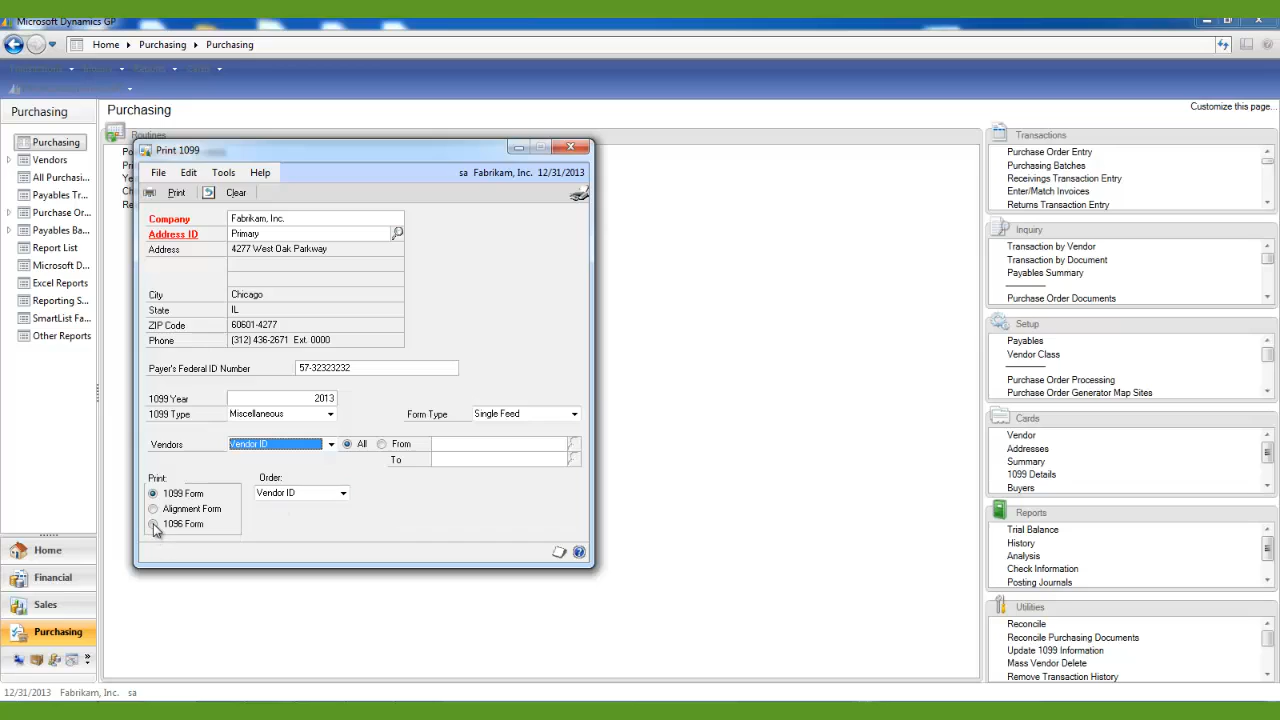 Microsoft Dynamics GP
Home
Purchasing
Purchasing
Purchasing
Purchasing
Customize this page...
Purchasing
Vendors
All Purchasi...
Payables Tr...
Purchase Or...
Payables Ba...
Report List
Microsoft D...
Excel Reports
Reporting S...
SmartList Fa...
Other Reports
Home
Financial
Sales
Purchasing
Routines
Print 1099
File Edit Tools Help
sa Fabrikam, Inc. 12/31/2013
Print Clear
Company Fabrikam, Inc.
Address ID Primary
Address 4277 West Oak Parkway
City Chicago
State IL
ZIP Code 60601-4277
Phone (312) 436-2671 Ext. 0000
Payer's Federal ID Number 57-32323232
1099 Year 2013
1099 Type Miscellaneous Form Type Single Feed
Vendors Vendor ID All From
To
Print: Order:
1099 Form Vendor ID
Alignment Form
1096 Form
Transactions
Purchase Order Entry
Purchasing Batches
Receivings Transaction Entry
Enter/Match Invoices
Returns Transaction Entry
Inquiry
Transaction by Vendor
Transaction by Document
Payables Summary
Purchase Order Documents
Setup
Payables
Vendor Class
Purchase Order Processing
Purchase Order Generator Map Sites
Cards
Vendor
Addresses
Summary
1099 Details
Buyers
Reports
Trial Balance
History
Analysis
Check Information
Posting Journals
Utilities
Reconcile
Reconcile Purchasing Documents
Update 1099 Information
Mass Vendor Delete
Remove Transaction History
12/31/2013 Fabrikam, Inc. sa